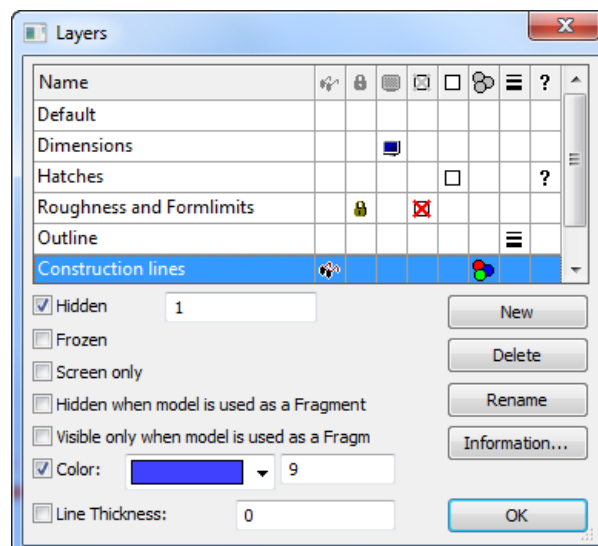 Layers
Name ?
Default
Dimensions
Hatches ?
Roughness and Formlimits
Outline
Construction lines
Hidden 1
New
Frozen
Delete
Screen only
Hidden when model is used as a Fragment
Rename
Visible only when model is used as a Fragm
Information...
Color: 9
Line Thickness: 0
OK